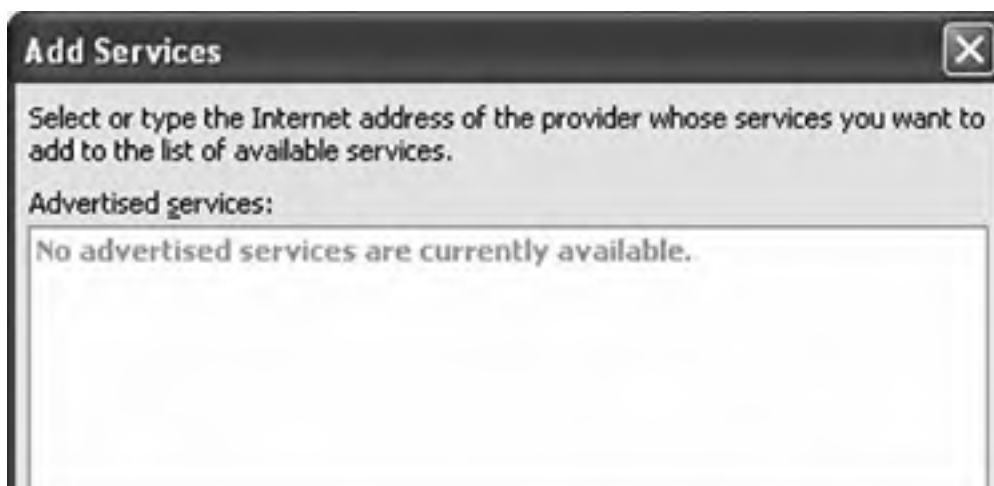 Add Services
Select or type the Internet address of the provider whose services you want to
add to the list of available services.
Advertised services:
No advertised services are currently available.